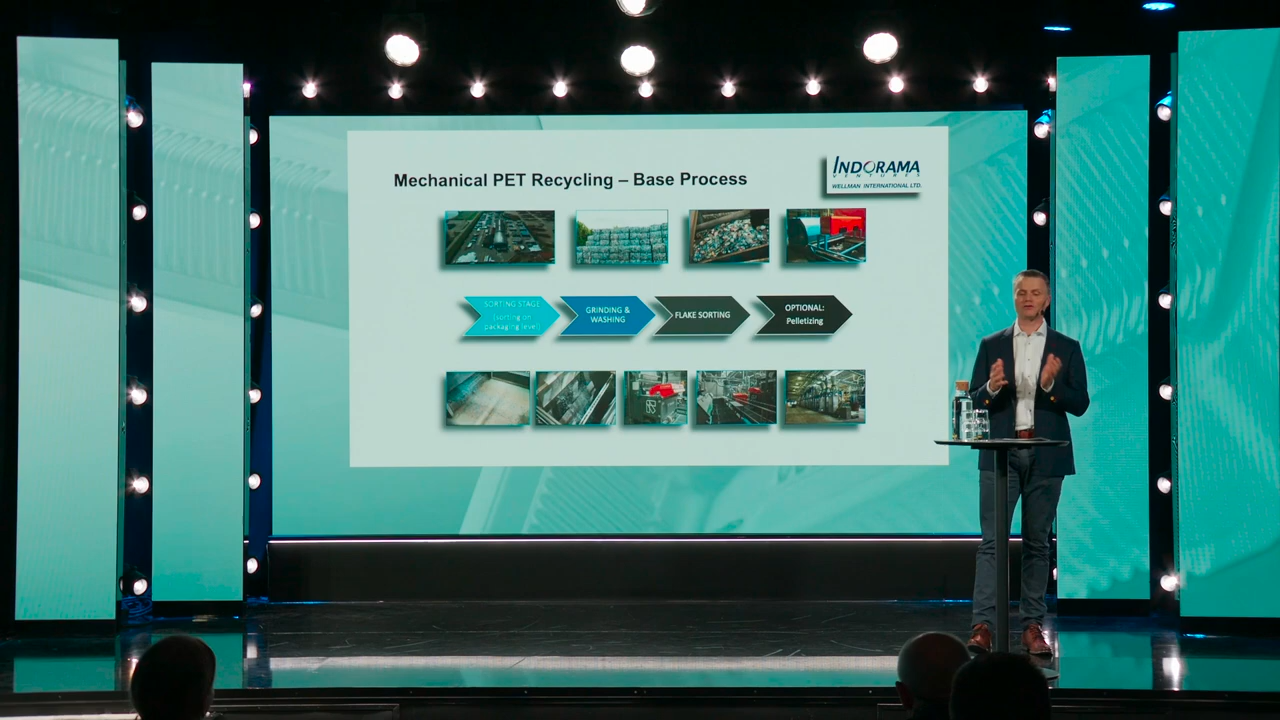 Mechanical PET Recycling – Base Process
INDORAMA
VENTURES
WELLMAN INTERNATIONAL LTD.
SORTING STAGE
(sorting on
packaging level)
GRINDING &
WASHING
FLAKE SORTING
OPTIONAL:
Pelletizing